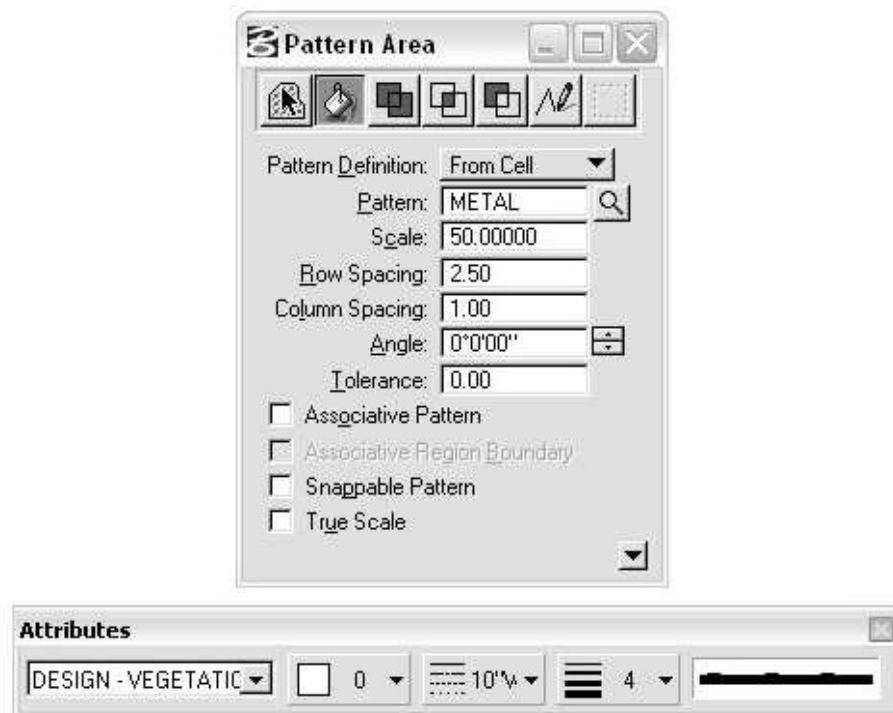 Pattern Area
Pattern Definition: From Cell
Pattern: METAL
Scale: 50.00000
Row Spacing: 2.50
Column Spacing: 1.00
Angle: 0°0'00"
Tolerance: 0.00
Associative Pattern
Associative Region Boundary
Snappable Pattern
True Scale
Attributes
DESIGN - VEGETATIC 0 10"W 4